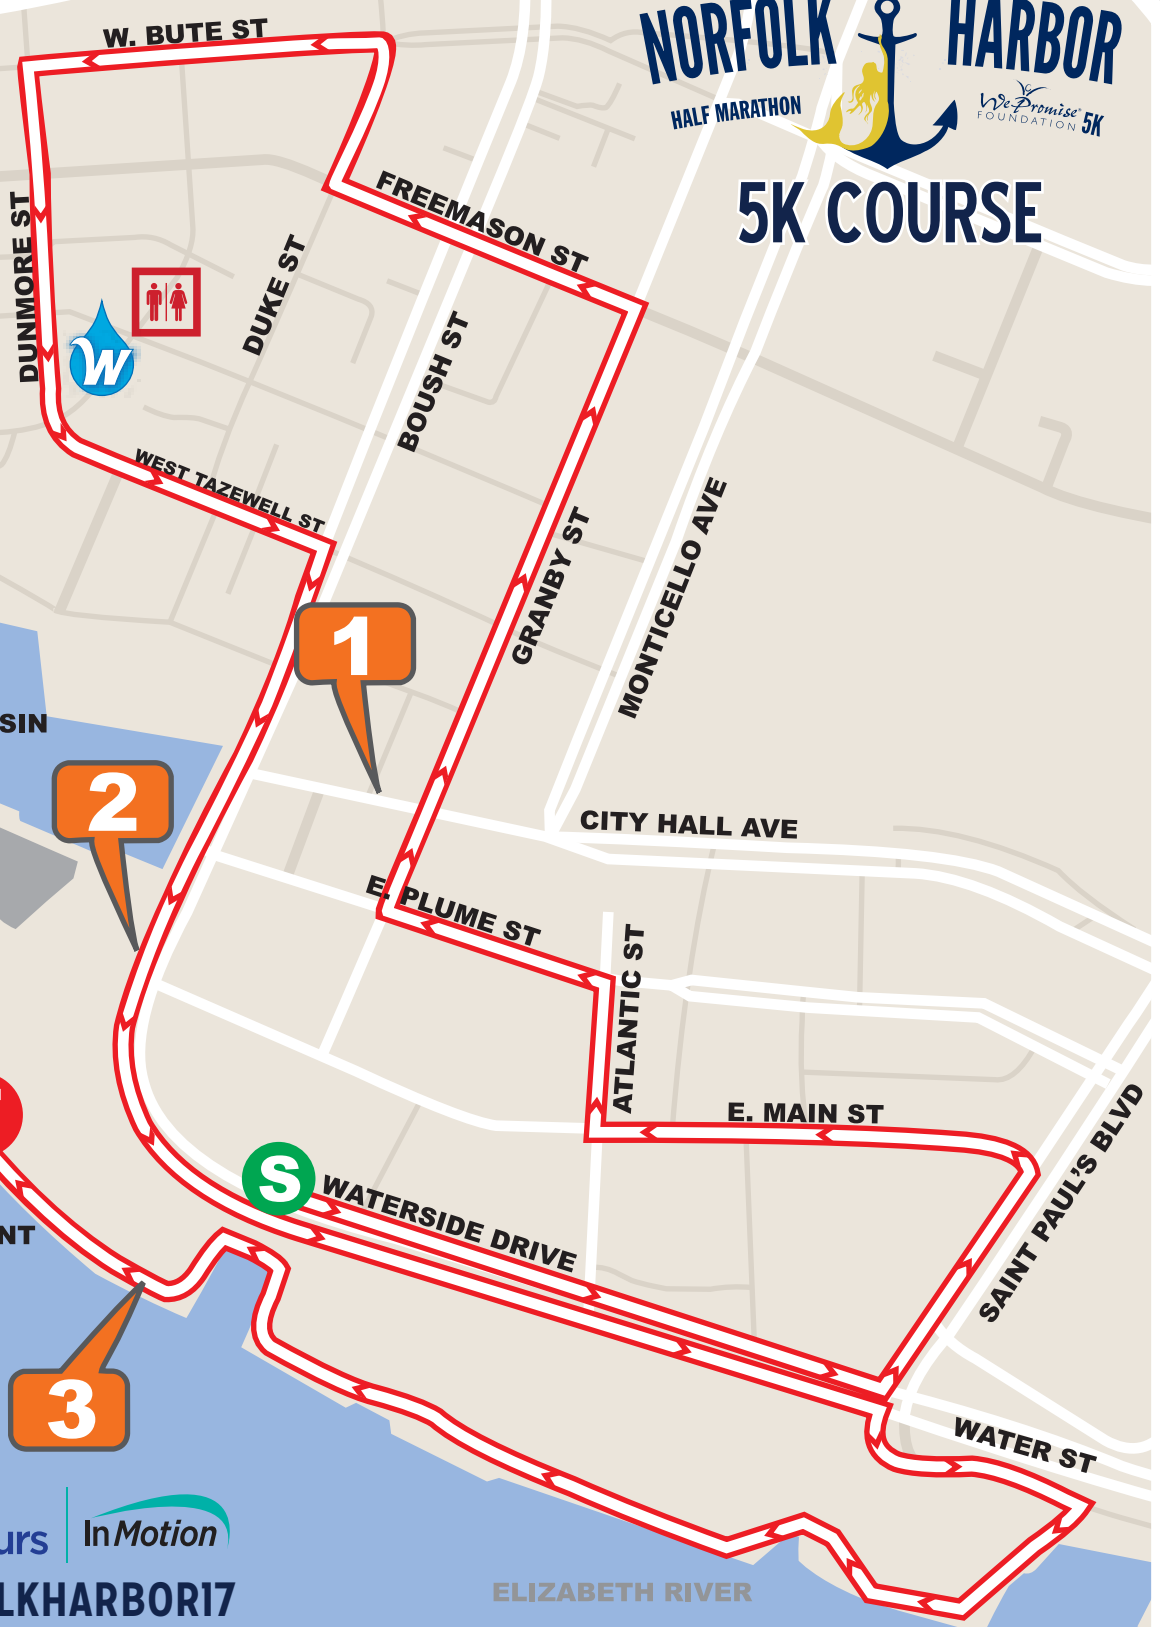 NORFOLK HARBOR
HALF MARATHON
We Promise
FOUNDATION 5K
5K COURSE
W. BUTE ST
FREEMASON ST
DUNMORE ST
DUKE ST
BOUSH ST
W
WEST TAZEWELL ST
GRANBY ST
MONTICELLO AVE
1
SIN
2
CITY HALL AVE
E. PLUME ST
ATLANTIC ST
E. MAIN ST
SAINT PAUL'S BLVD
S
WATERSIDE DRIVE
NT
3
WATER ST
urs
InMotion
ELIZABETH RIVER
LKHARBOR17